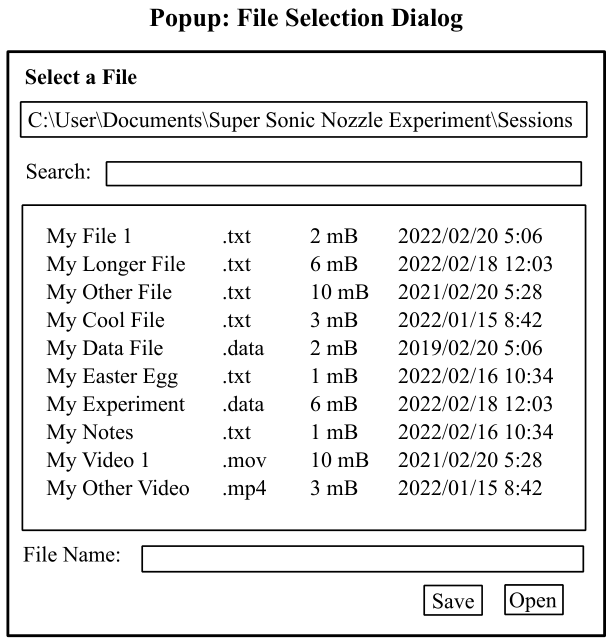 Popup: File Selection Dialog
Select a File
C:\User\Documents\Super Sonic Nozzle Experiment\Sessions
Search:
My File 1 .txt 2 mB 2022/02/20 5:06
My Longer File .txt 6 mB 2022/02/18 12:03
My Other File .txt 10 mB 2021/02/20 5:28
My Cool File .txt 3 mB 2022/01/15 8:42
My Data File .data 2 mB 2019/02/20 5:06
My Easter Egg .txt 1 mB 2022/02/16 10:34
My Experiment .data 6 mB 2022/02/18 12:03
My Notes .txt 1 mB 2022/02/16 10:34
My Video 1 .mov 10 mB 2021/02/20 5:28
My Other Video .mp4 3 mB 2022/01/15 8:42
File Name:
Save Open